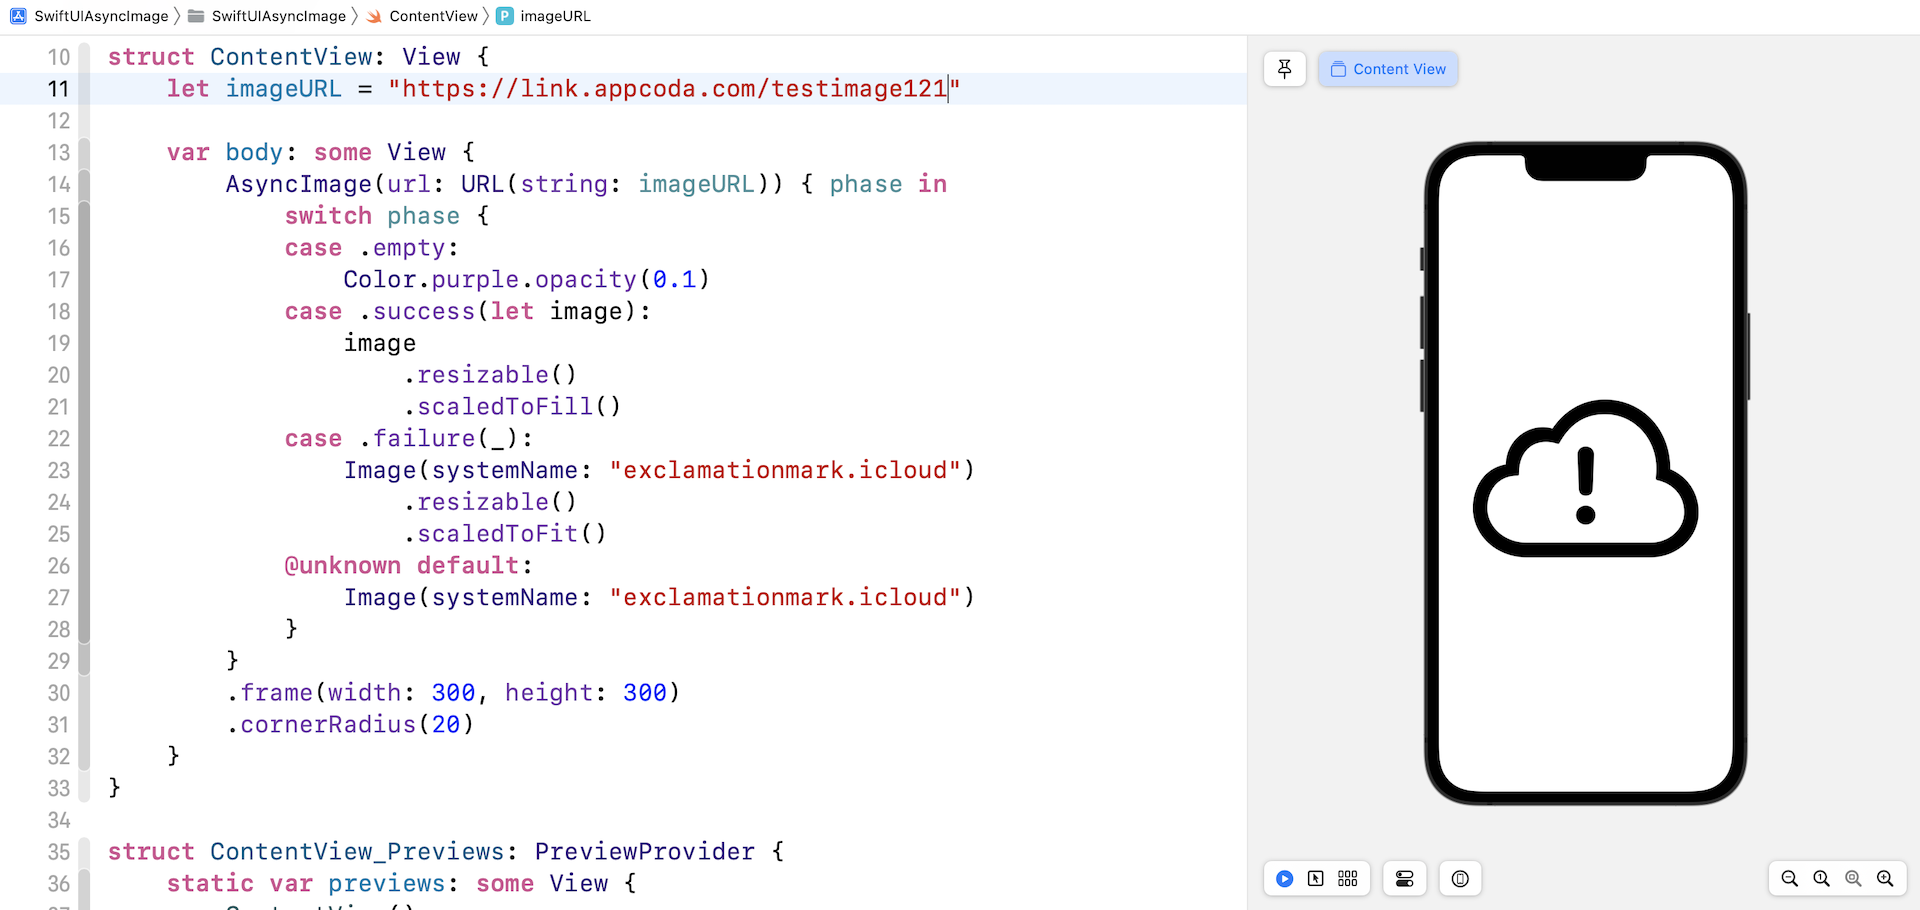 SwiftUIAsyncImage SwiftUIAsyncImage ContentView P imageURL
10 struct ContentView: View {
11 let imageURL = "https://link.appcoda.com/testimage121"
12
13 var body: some View {
14 AsyncImage(url: URL(string: imageURL)) { phase in
15 switch phase {
16 case .empty:
17 Color.purple.opacity(0.1)
18 case .success(let image):
19 image
20 .resizable()
21 .scaledToFill()
22 case .failure(_):
23 Image(systemName: "exclamationmark.icloud")
24 .resizable()
25 .scaledToFit()
26 @unknown default:
27 Image(systemName: "exclamationmark.icloud")
28 }
29 }
30 .frame(width: 300, height: 300)
31 .cornerRadius(20)
32 }
33 }
34
35 struct ContentView_Previews: PreviewProvider {
36 static var previews: some View {
Content View